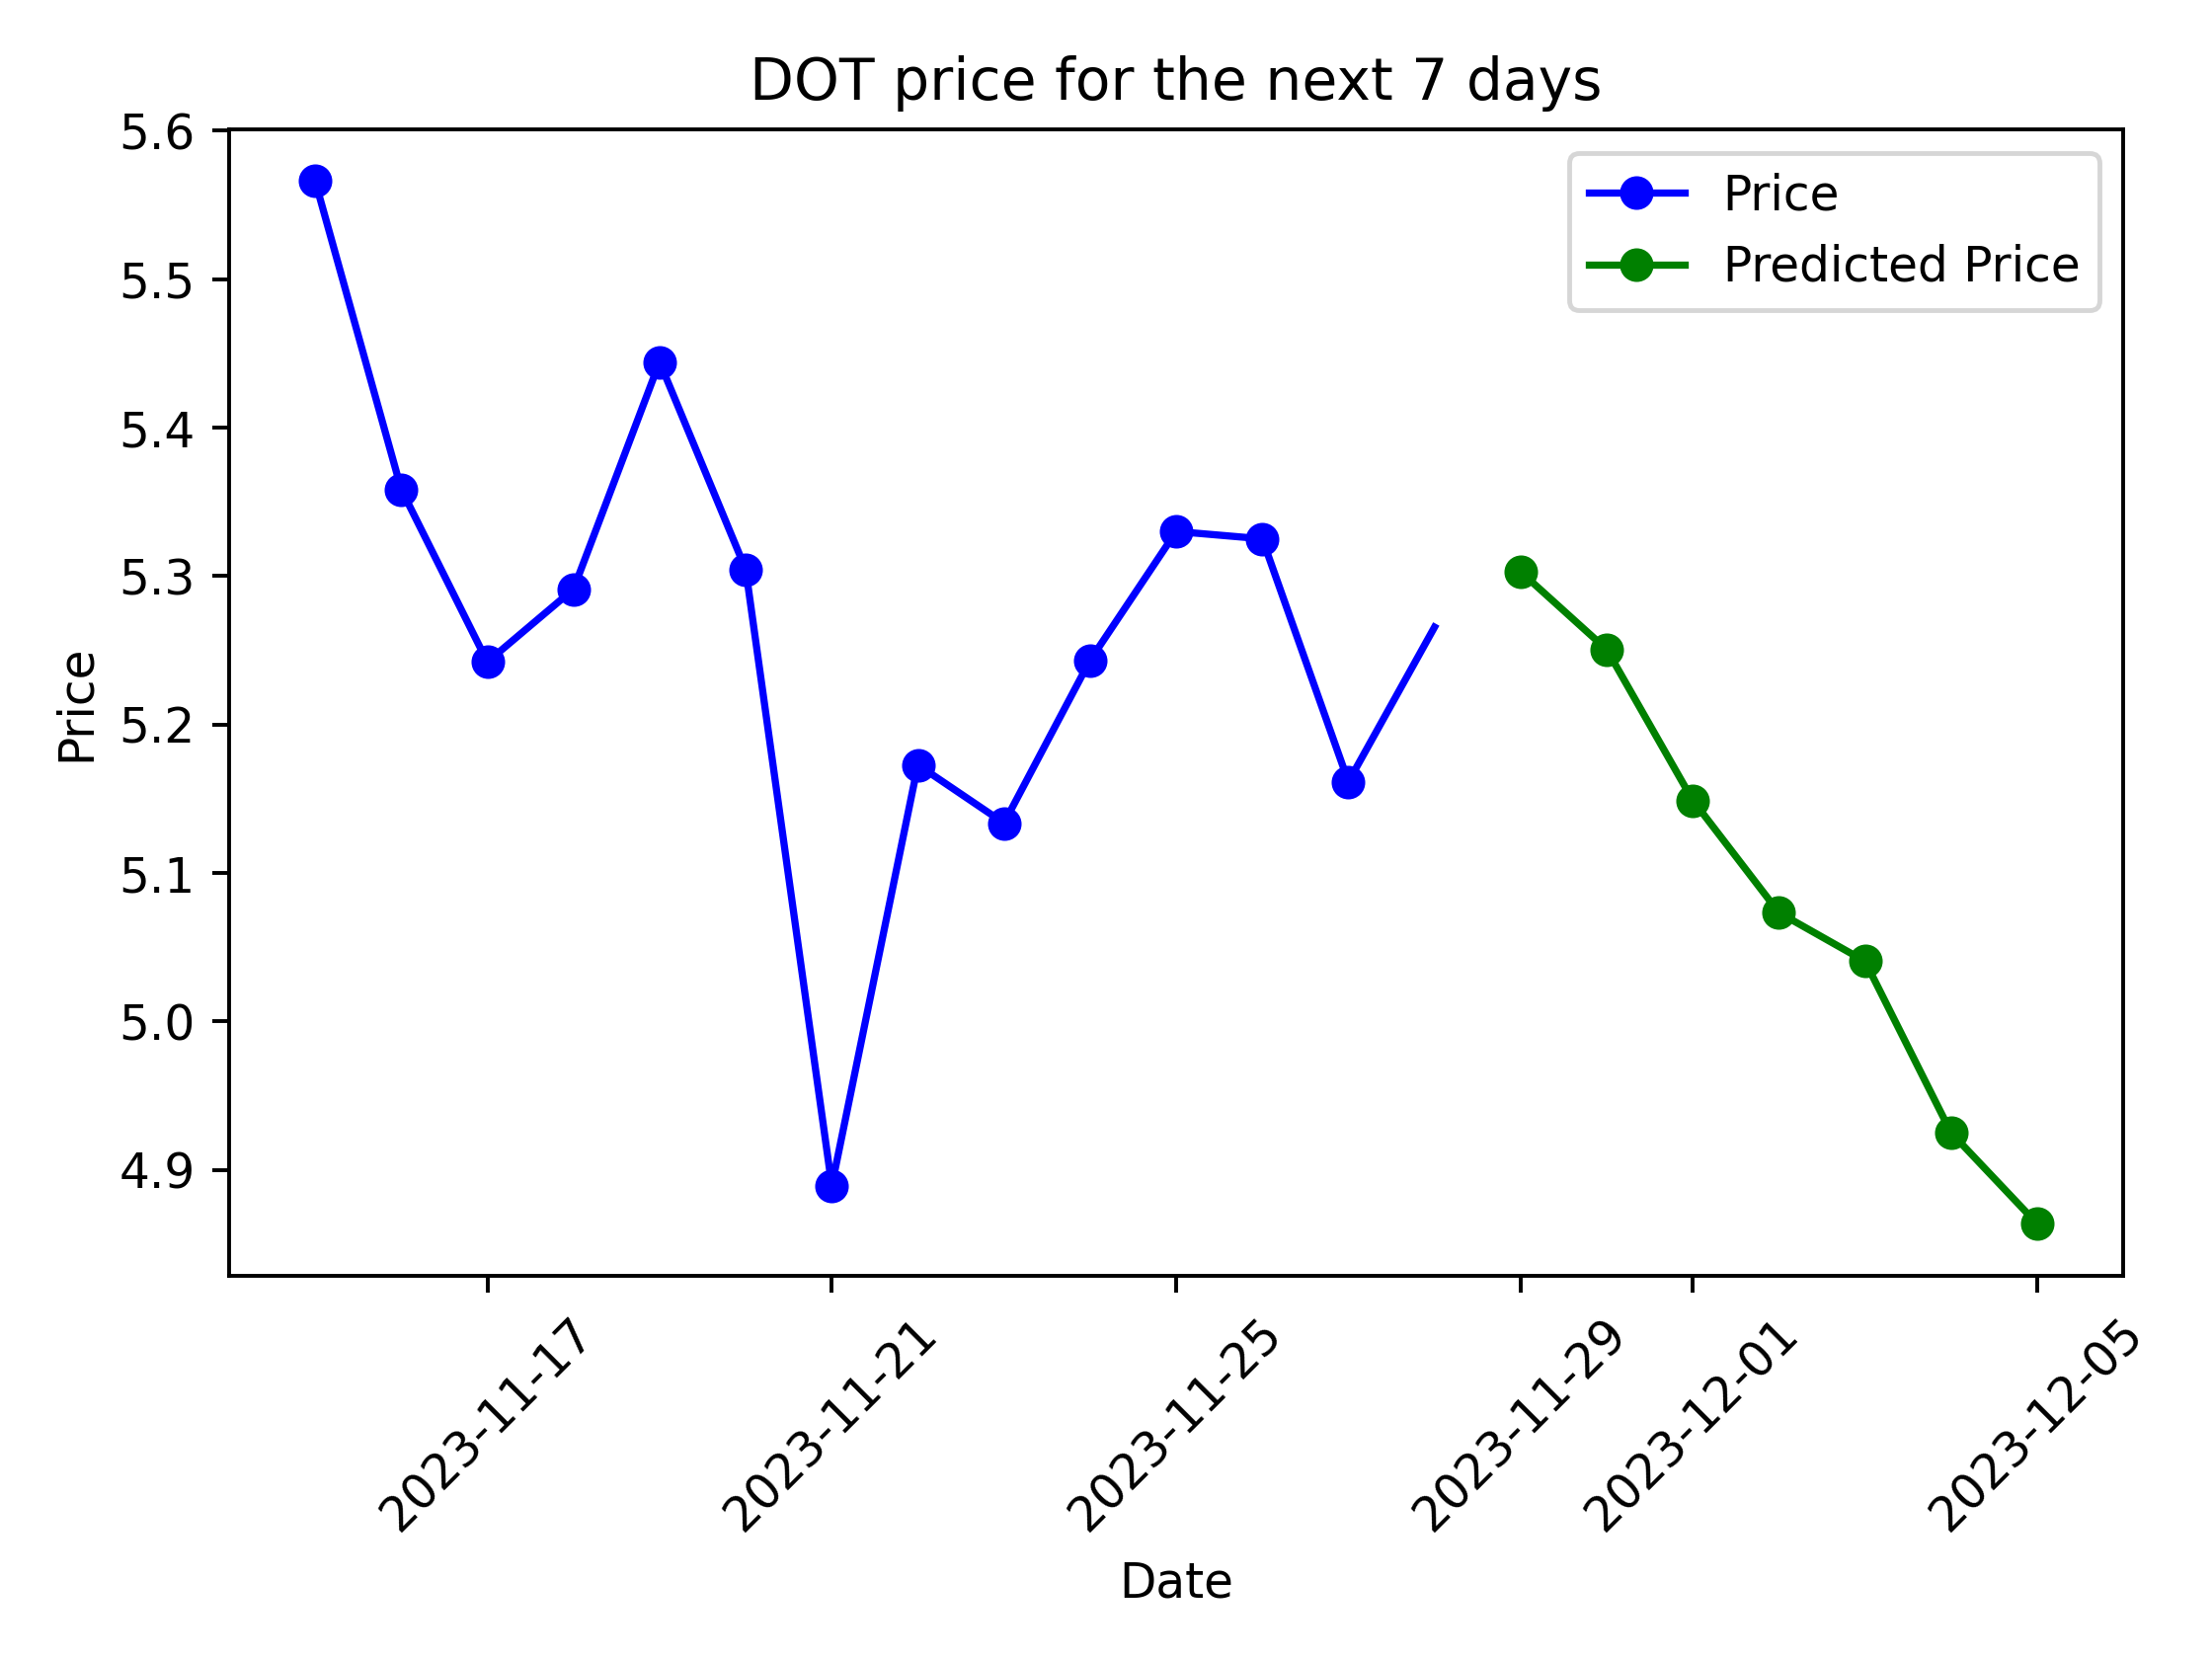 DOT price for the next 7 days
Price
Predicted Price
5.6
5.5
5.4
5.3
5.2
5.1
5.0
4.9
Price
2023-11-17
2023-11-21
2023-11-25
2023-11-29
2023-12-01
2023-12-05
Date